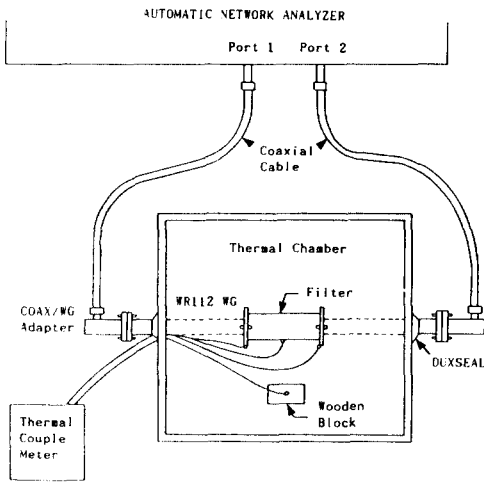 AUTOMATIC NETWORK ANALYZER
Port 1 Port 2
Coaxial
Cable
Thermal Chamber
WR112 WG
Filter
COAX/WG
Adapter
DUXSEAL
Wooden
Block
Thermal
Couple
Meter